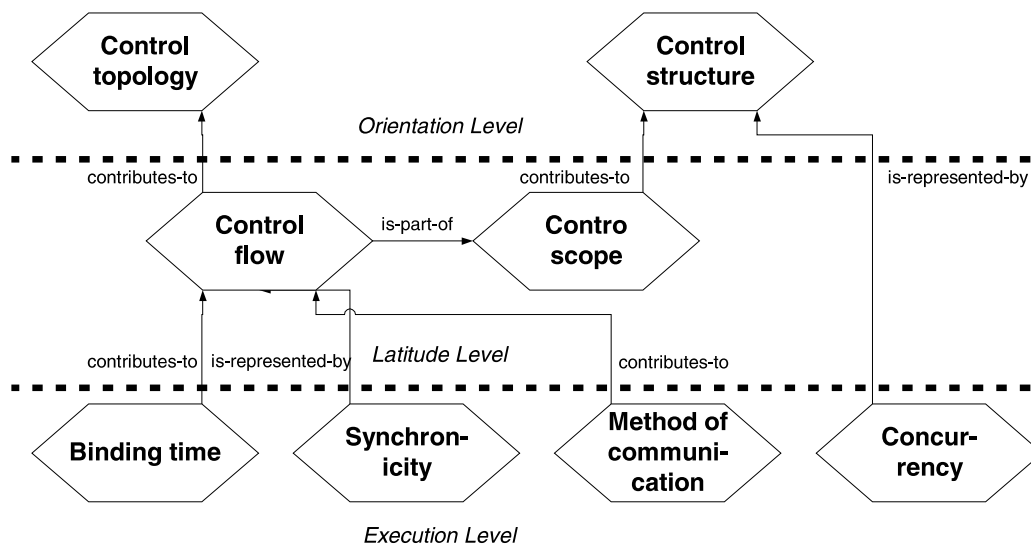 Control
topology
Control
structure
Orientation Level
contributes-to
contributes-to
is-represented-by
Control
flow
is-part-of
Contro
scope
contributes-to
is-represented-by
Latitude Level
contributes-to
Binding time
Synchron-
icity
Method of
communi-
cation
Concur-
rency
Execution Level